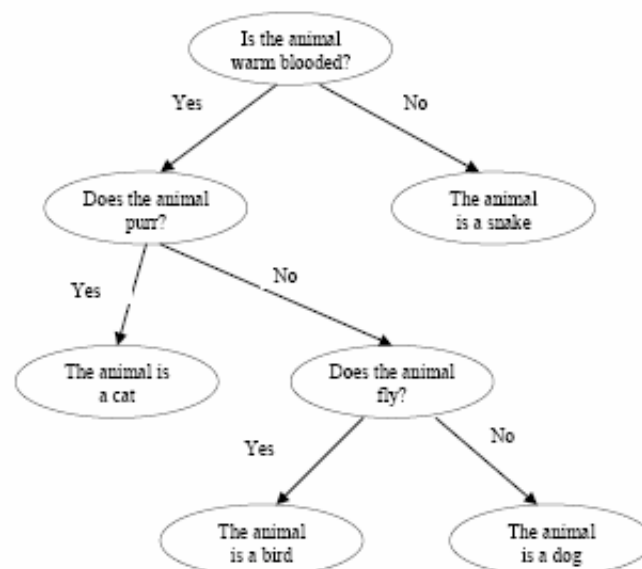 Is the animal
warm blooded?
Yes
No
Does the animal
purr?
The animal
is a snake
Yes
No
The animal is
a cat
Does the animal
fly?
Yes
No
The animal
is a bird
The animal
is a dog